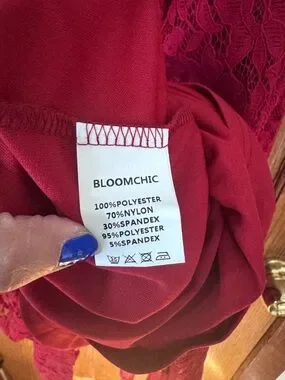 BLOOMCHIC
100%POLYESTER
70%NYLON
30%SPANDEX
95%POLYESTER
5%SPANDEX